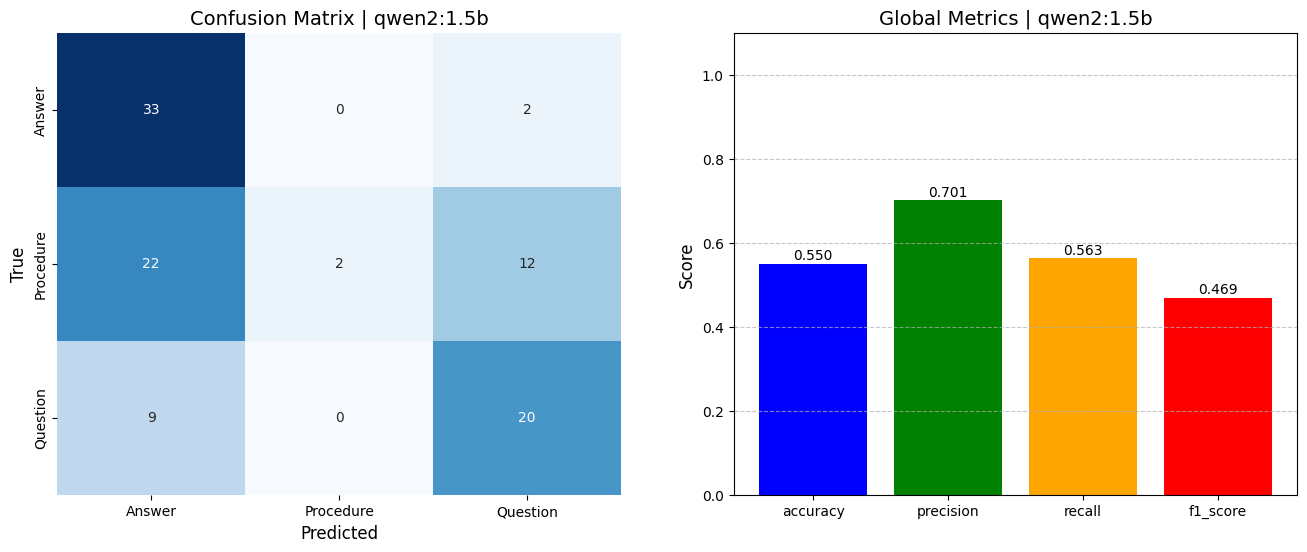 Confusion Matrix | qwen2:1.5b
True
Answer
33 0 2
Procedure
22 2 12
Question
9 0 20
Answer Procedure Question
Predicted
Global Metrics | qwen2:1.5b
Score
1.0
0.8
0.6
0.4
0.2
0.0
0.550
0.701
0.563
0.469
accuracy precision recall f1_score